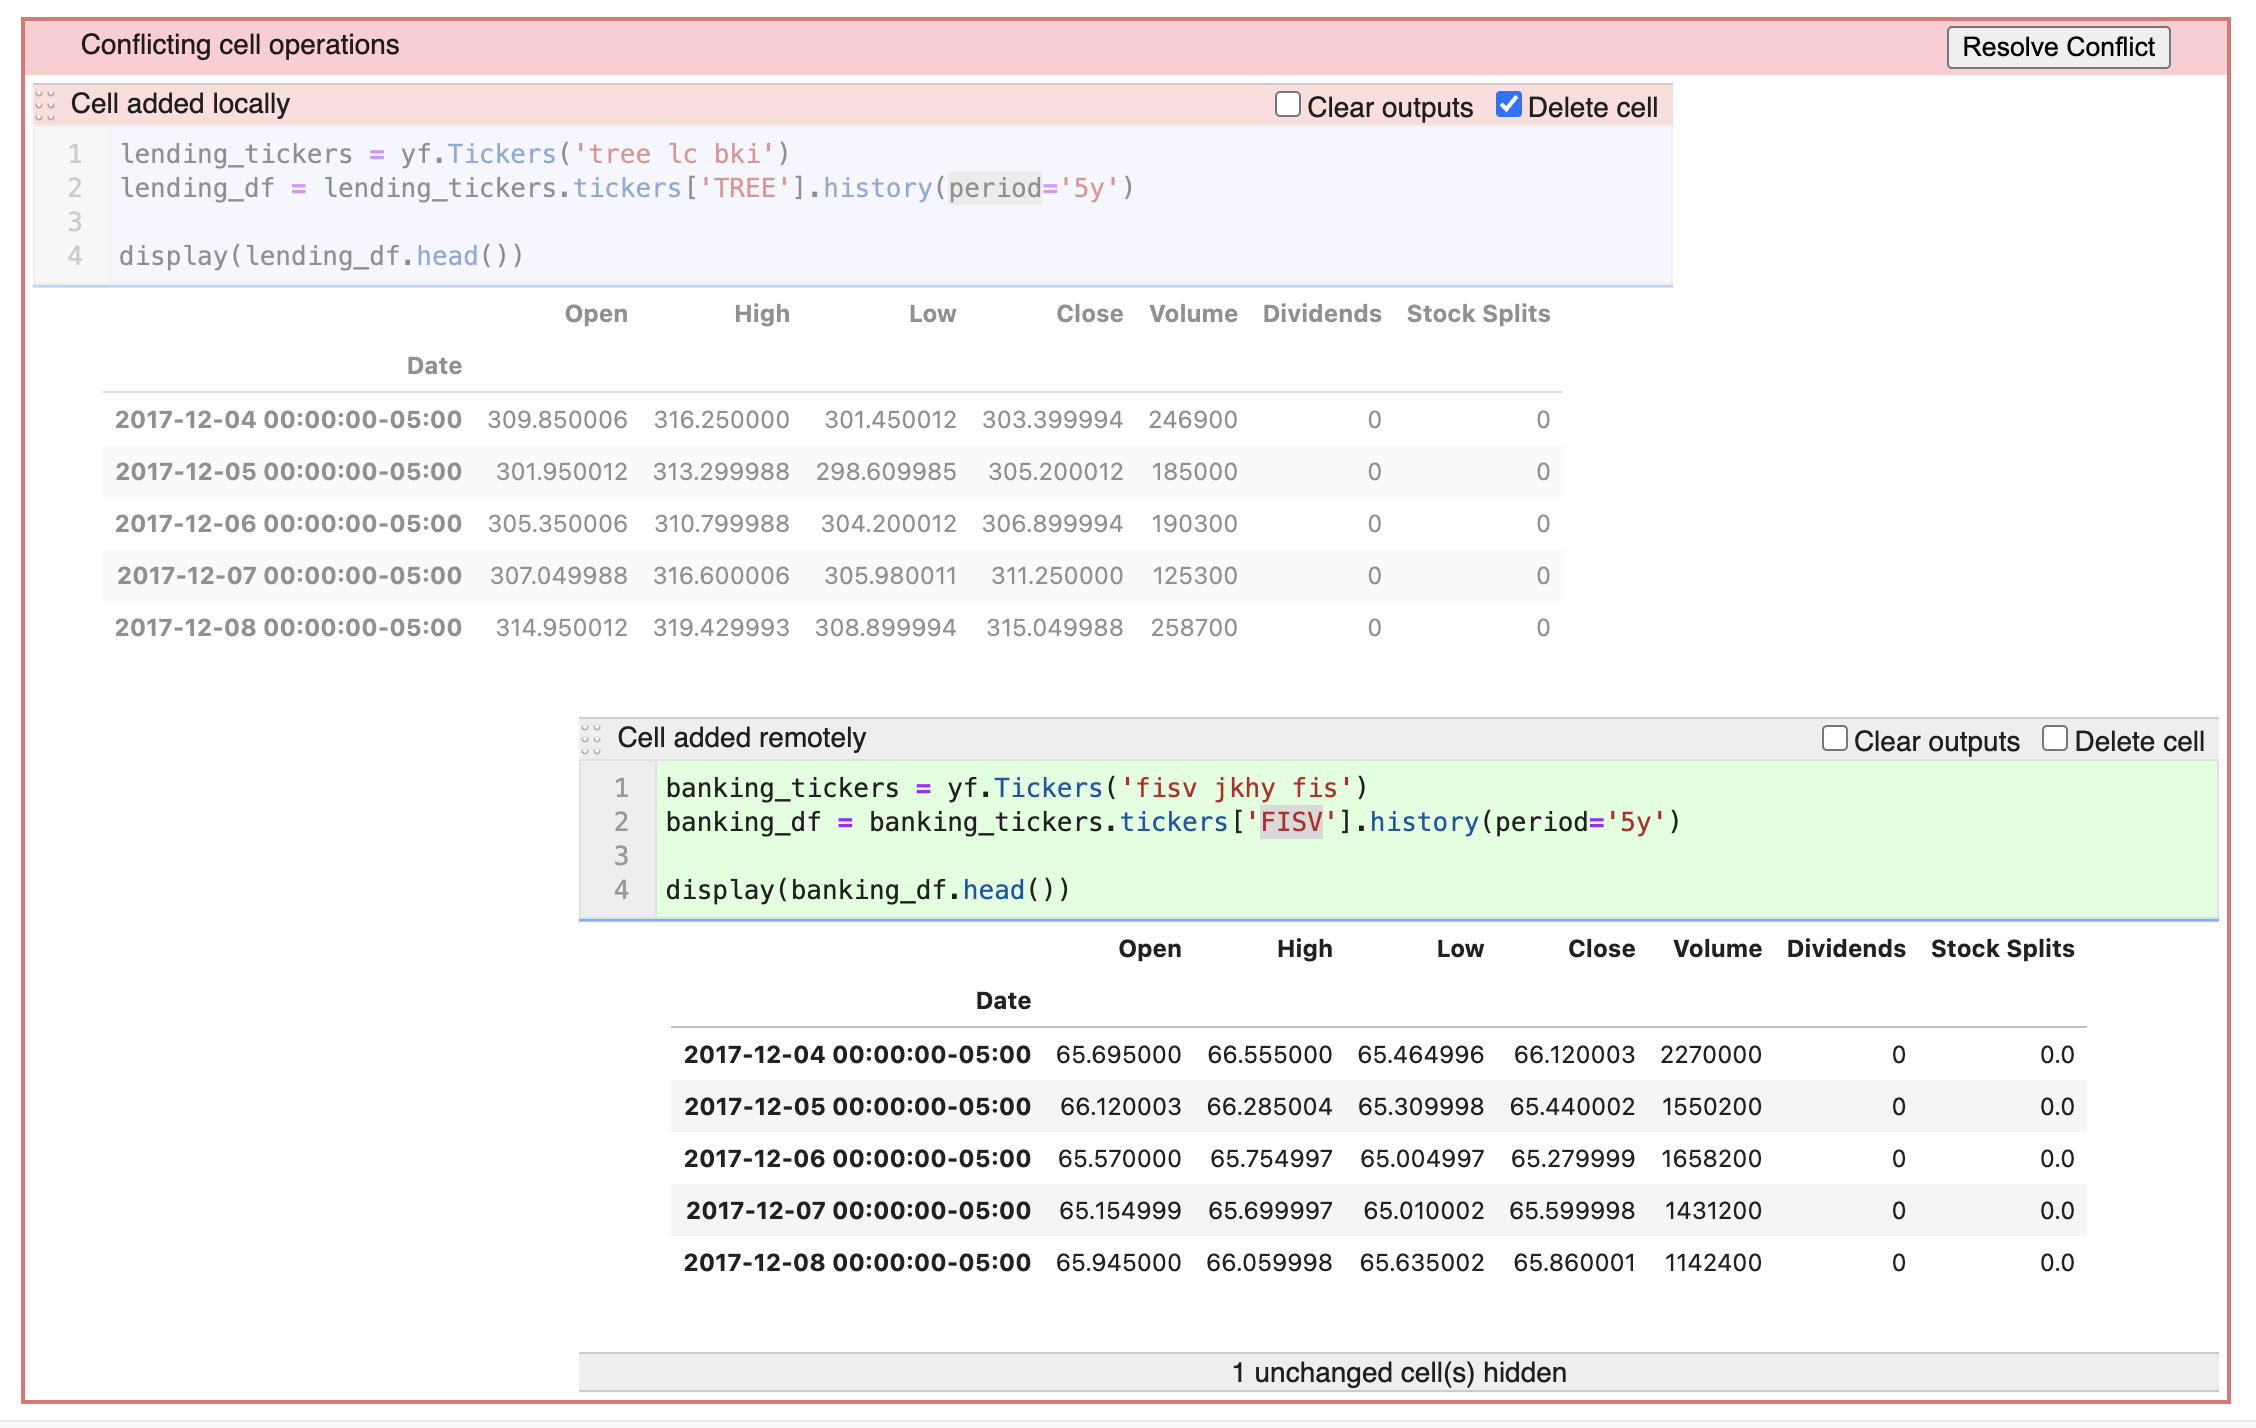 Conflicting cell operations Resolve Conflict
Cell added locally Clear outputs Delete cell
1 lending_tickers = yf.Tickers('tree lc bki')
2 lending_df = lending_tickers.tickers['TREE'].history(period='5y')
3
4 display(lending_df.head())
Open High Low Close Volume Dividends Stock Splits
Date
2017-12-04 00:00:00-05:00 309.850006 316.250000 301.450012 303.399994 246900 0 0
2017-12-05 00:00:00-05:00 301.950012 313.299988 298.609985 305.200012 185000 0 0
2017-12-06 00:00:00-05:00 305.350006 310.799988 304.200012 306.899994 190300 0 0
2017-12-07 00:00:00-05:00 307.049988 316.600006 305.980011 311.250000 125300 0 0
2017-12-08 00:00:00-05:00 314.950012 319.429993 308.899994 315.049988 258700 0 0
Cell added remotely Clear outputs Delete cell
1 banking_tickers = yf.Tickers('fisv jkhy fis')
2 banking_df = banking_tickers.tickers['FISV'].history(period='5y')
3
4 display(banking_df.head())
Open High Low Close Volume Dividends Stock Splits
Date
2017-12-04 00:00:00-05:00 65.695000 66.555000 65.464996 66.120003 2270000 0 0.0
2017-12-05 00:00:00-05:00 66.120003 66.285004 65.309998 65.440002 1550200 0 0.0
2017-12-06 00:00:00-05:00 65.570000 65.754997 65.004997 65.279999 1658200 0 0.0
2017-12-07 00:00:00-05:00 65.154999 65.699997 65.010002 65.599998 1431200 0 0.0
2017-12-08 00:00:00-05:00 65.945000 66.059998 65.635002 65.860001 1142400 0 0.0
1 unchanged cell(s) hidden